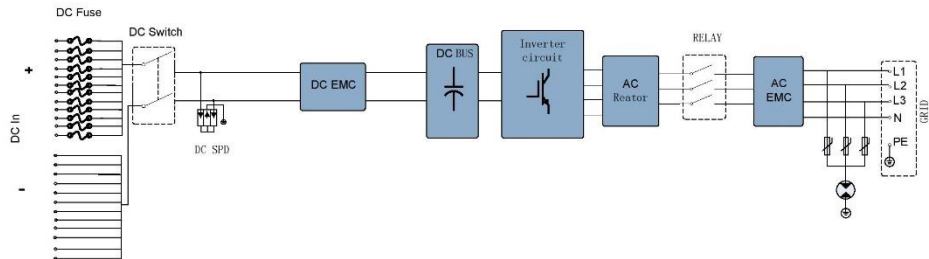 DC Fuse
DC Switch
+
DC In
-
DC SPD
DC EMC
DC BUS
Inverter
circuit
AC
Reator
RELAY
AC
EMC
L1
L2
L3
N
PE
GRID